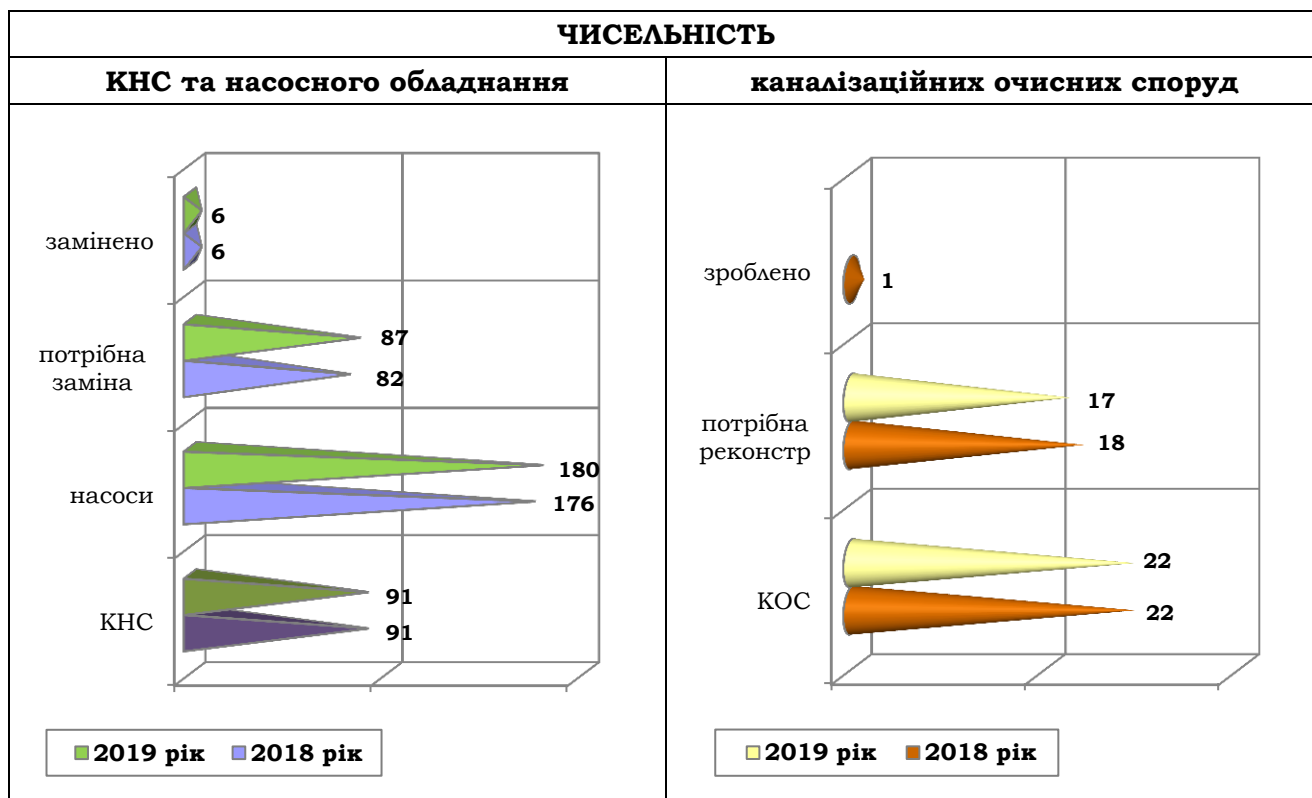 ЧИСЕЛЬНІСТЬ
КНС та насосного обладнання
замінено
6
6
потрібна
заміна
87
82
насоси
180
176
КНС
91
91
2019 рік
2018 рік
каналізаційних очисних споруд
зроблено
1
потрібна
реконстр
17
18
КОС
22
22
2019 рік
2018 рік